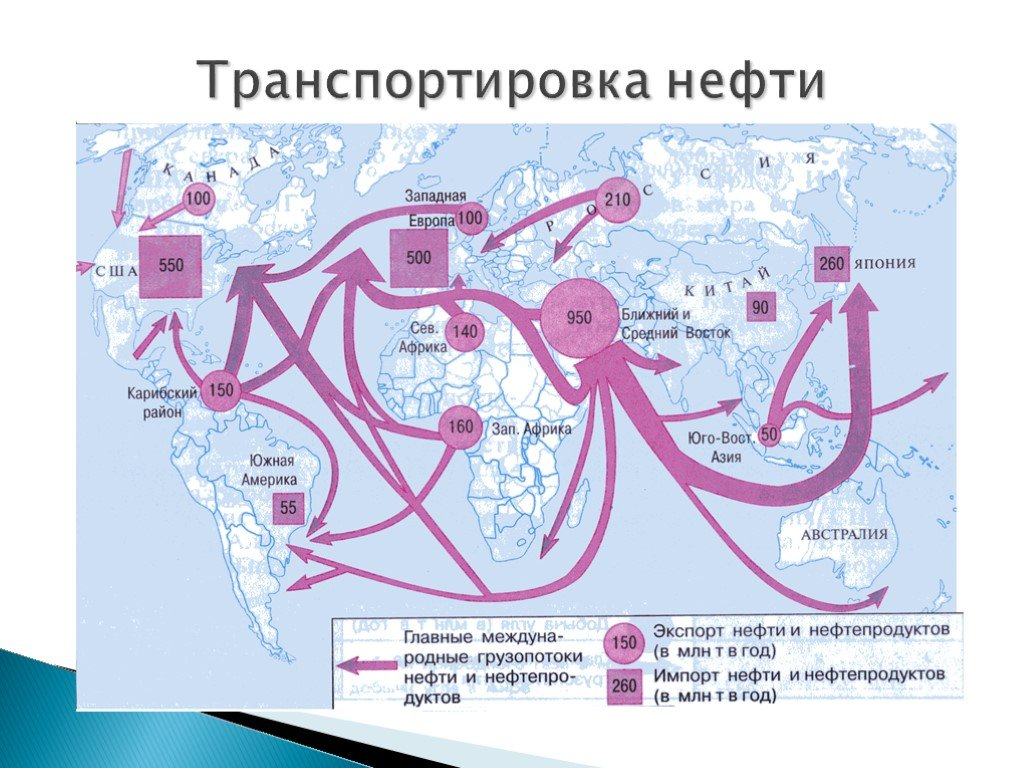 Транспортировка нефти
КАНАДА
100
США
550
Западная
Европа
100
500
РОССИЯ
210
260
ЯПОНИЯ
КИТАЙ
90
950
Ближний и
Средний Восток
Сев.
Африка
140
Карибский
район
150
160
Зап. Африка
Юго-Вост.
Азия
50
Южная
Америка
55
АВСТРАЛИЯ
Главные междуна-
родные грузопотоки
нефти и нефтепро-
дуктов
150
Экспорт нефти и нефтепродуктов
(в млн т в год)
260
Импорт нефти и нефтепродуктов
(в млн т в год)